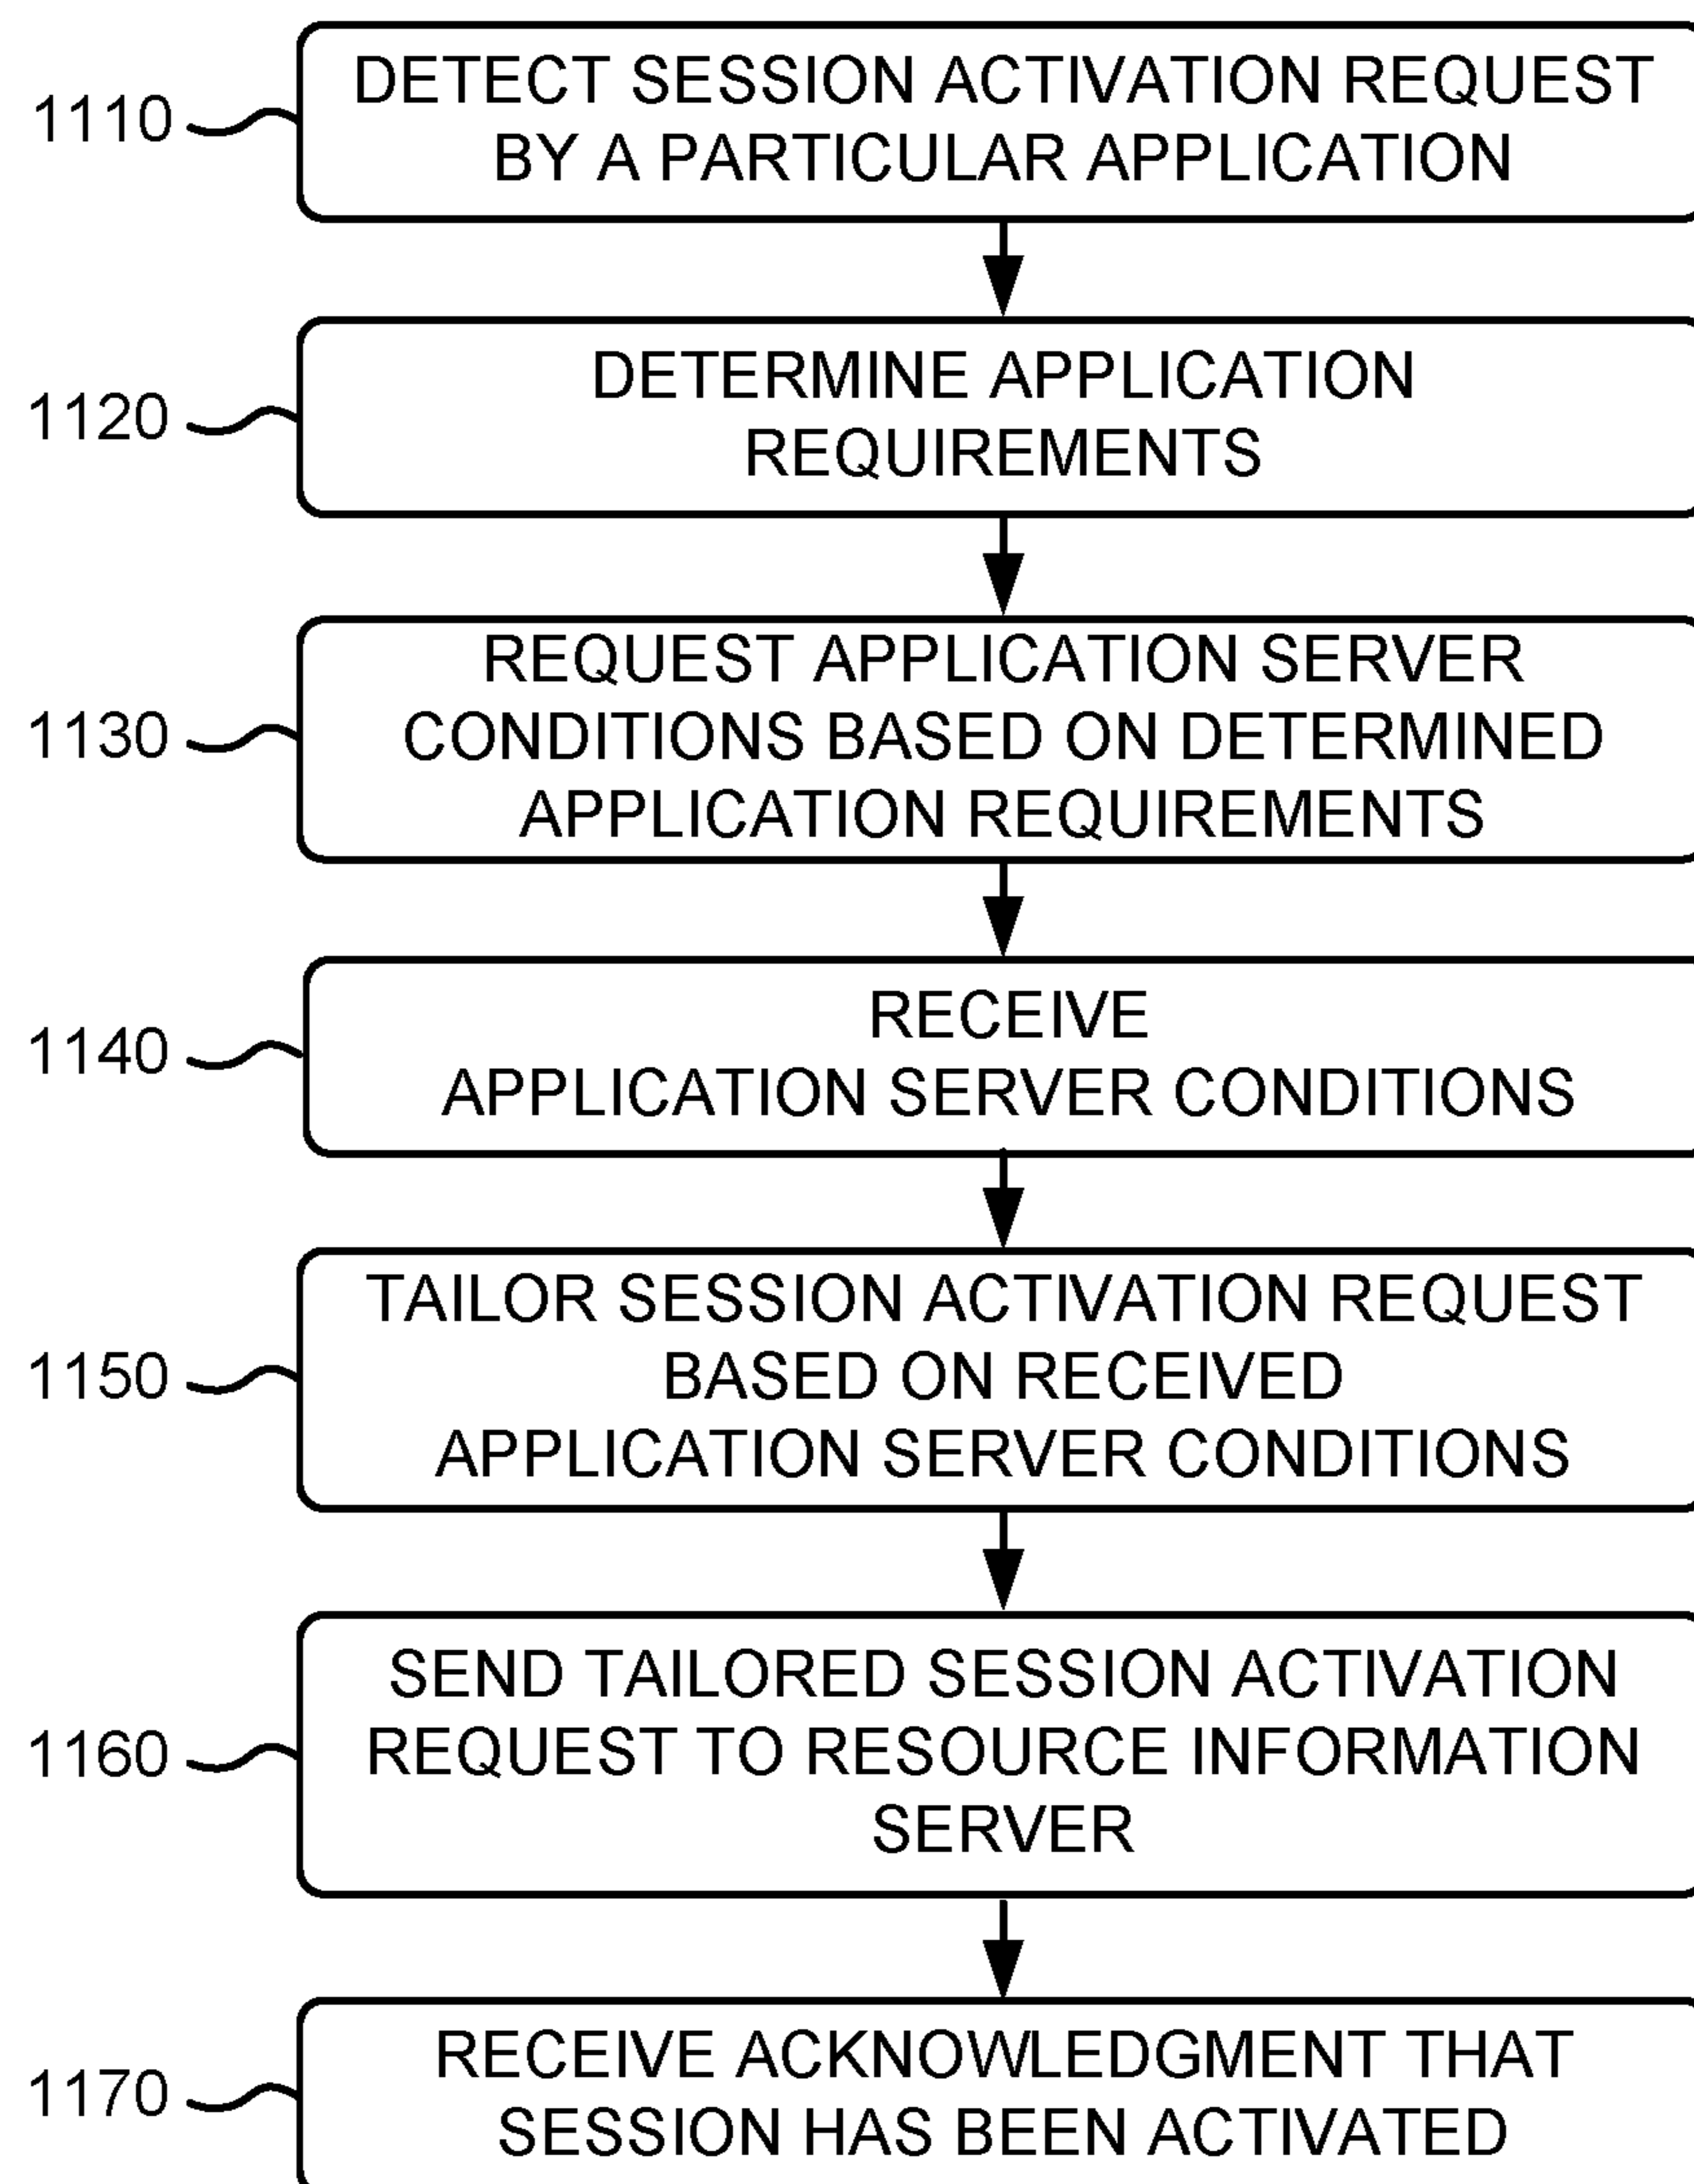 1110
DETECT SESSION ACTIVATION REQUEST
BY A PARTICULAR APPLICATION
1120
DETERMINE APPLICATION
REQUIREMENTS
1130
REQUEST APPLICATION SERVER
CONDITIONS BASED ON DETERMINED
APPLICATION REQUIREMENTS
1140
RECEIVE
APPLICATION SERVER CONDITIONS
1150
TAILOR SESSION ACTIVATION REQUEST
BASED ON RECEIVED
APPLICATION SERVER CONDITIONS
1160
SEND TAILORED SESSION ACTIVATION
REQUEST TO RESOURCE INFORMATION
SERVER
1170
RECEIVE ACKNOWLEDGMENT THAT
SESSION HAS BEEN ACTIVATED